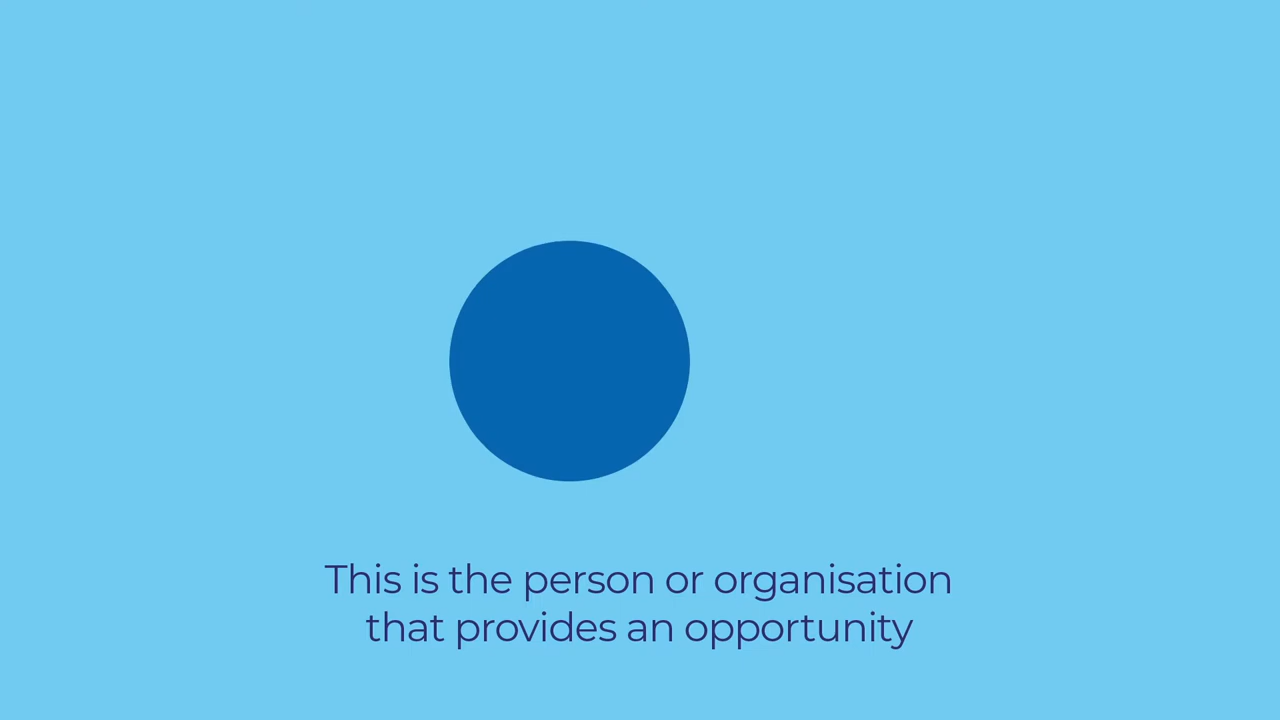 This is the person or organisation
that provides an opportunity